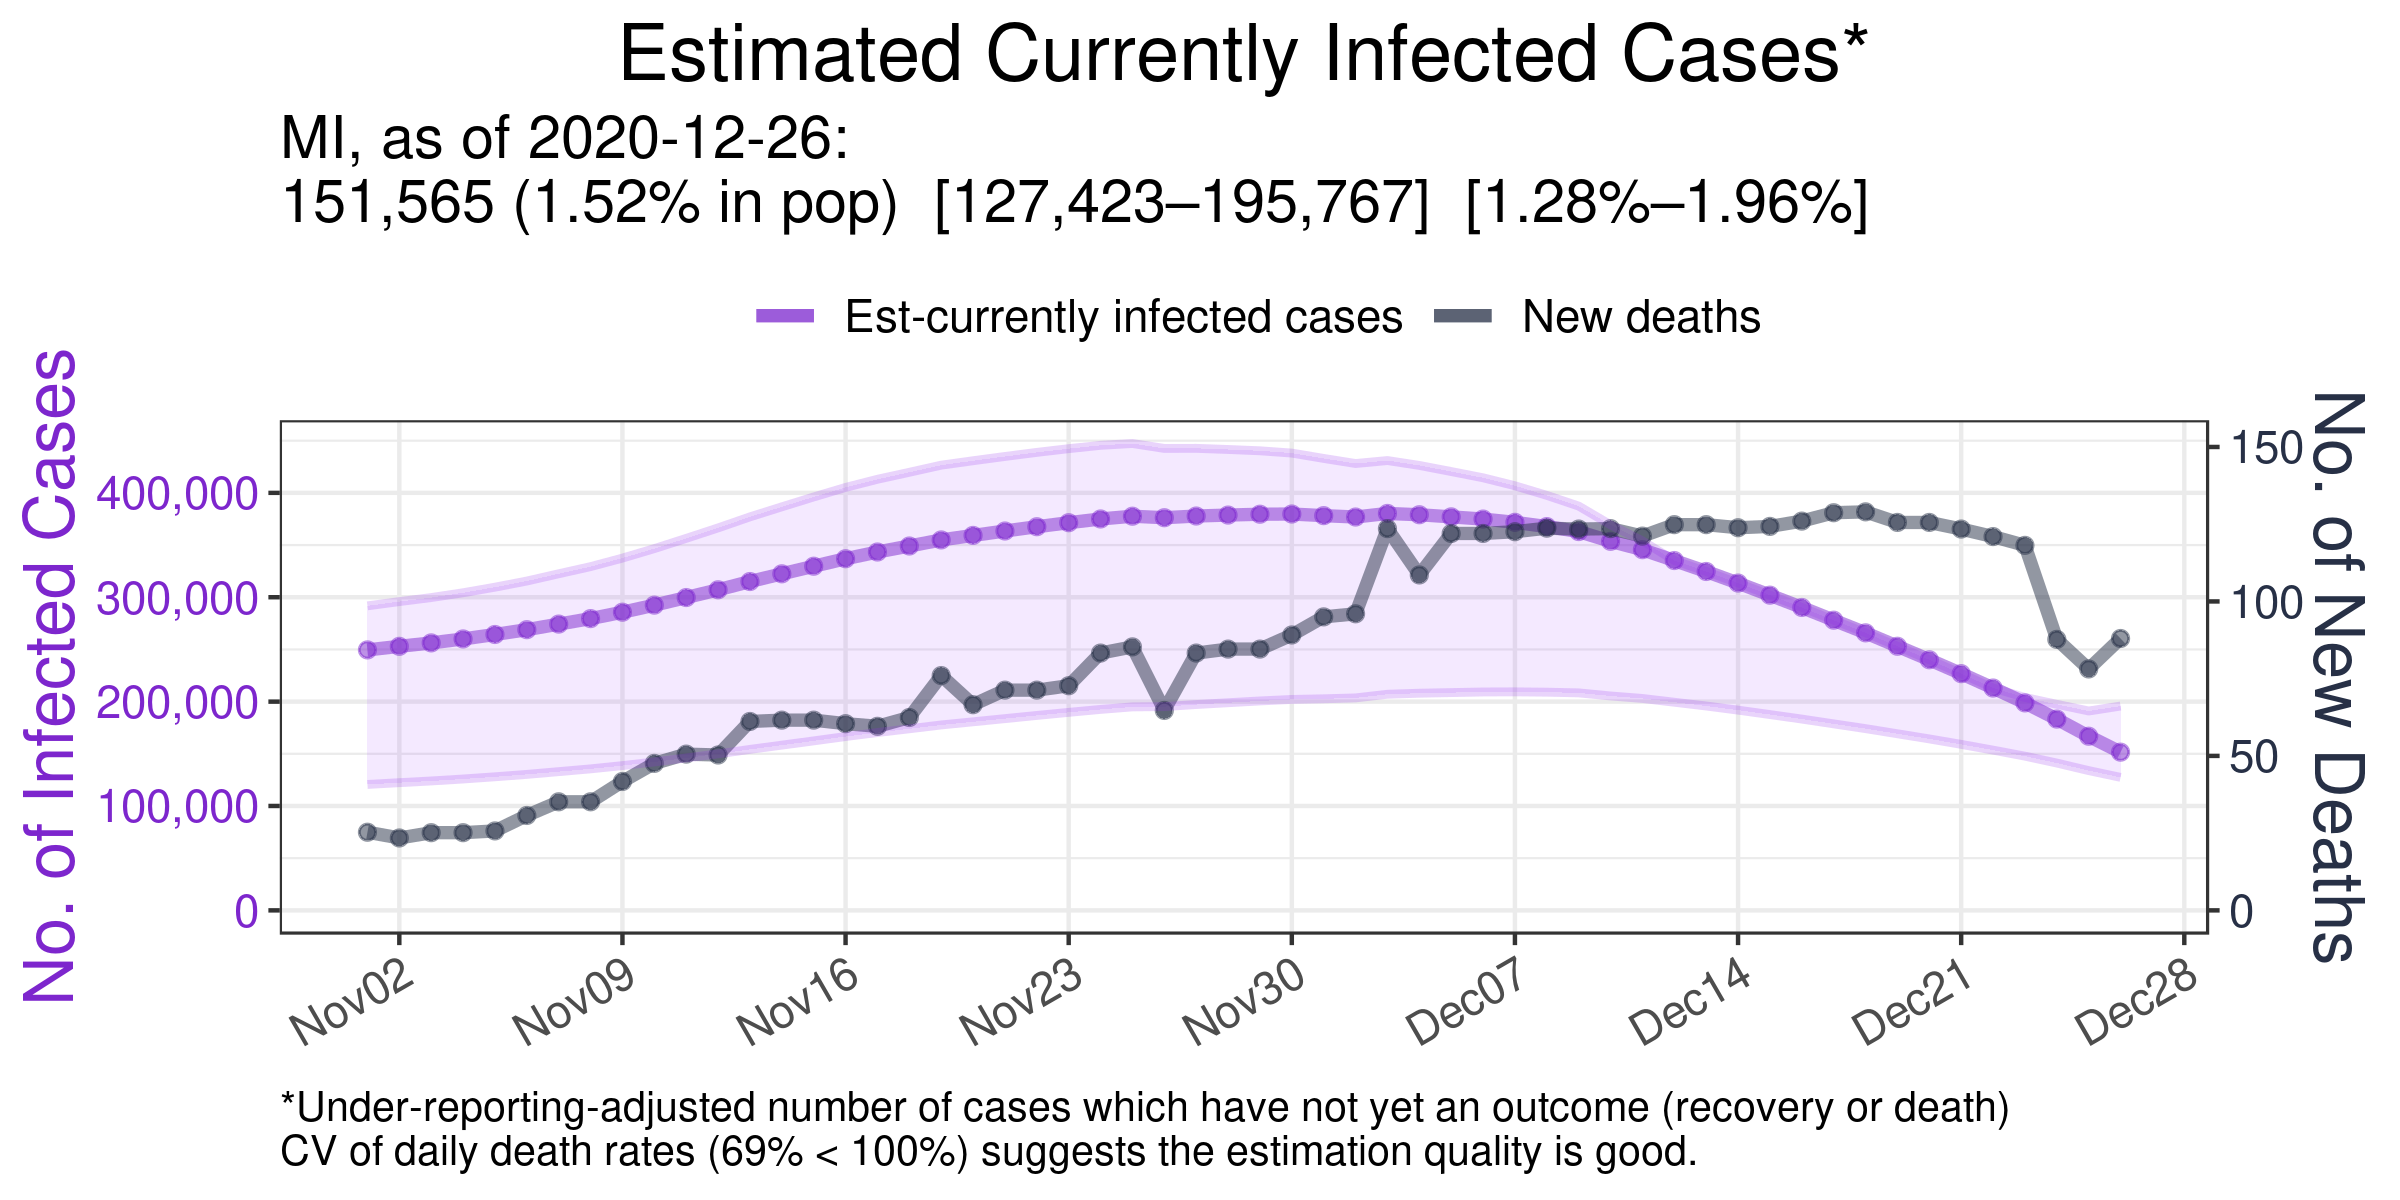 Estimated Currently Infected Cases*
MI, as of 2020-12-26:
151,565 (1.52% in pop) [127,423–195,767] [1.28%–1.96%]
Est-currently infected cases
New deaths
No. of Infected Cases
400,000
300,000
200,000
100,000
0
150
100
50
0
No. of New Deaths
Nov02
Nov09
Nov16
Nov23
Nov30
Dec07
Dec14
Dec21
Dec28
*Under-reporting-adjusted number of cases which have not yet an outcome (recovery or death)
CV of daily death rates (69% < 100%) suggests the estimation quality is good.